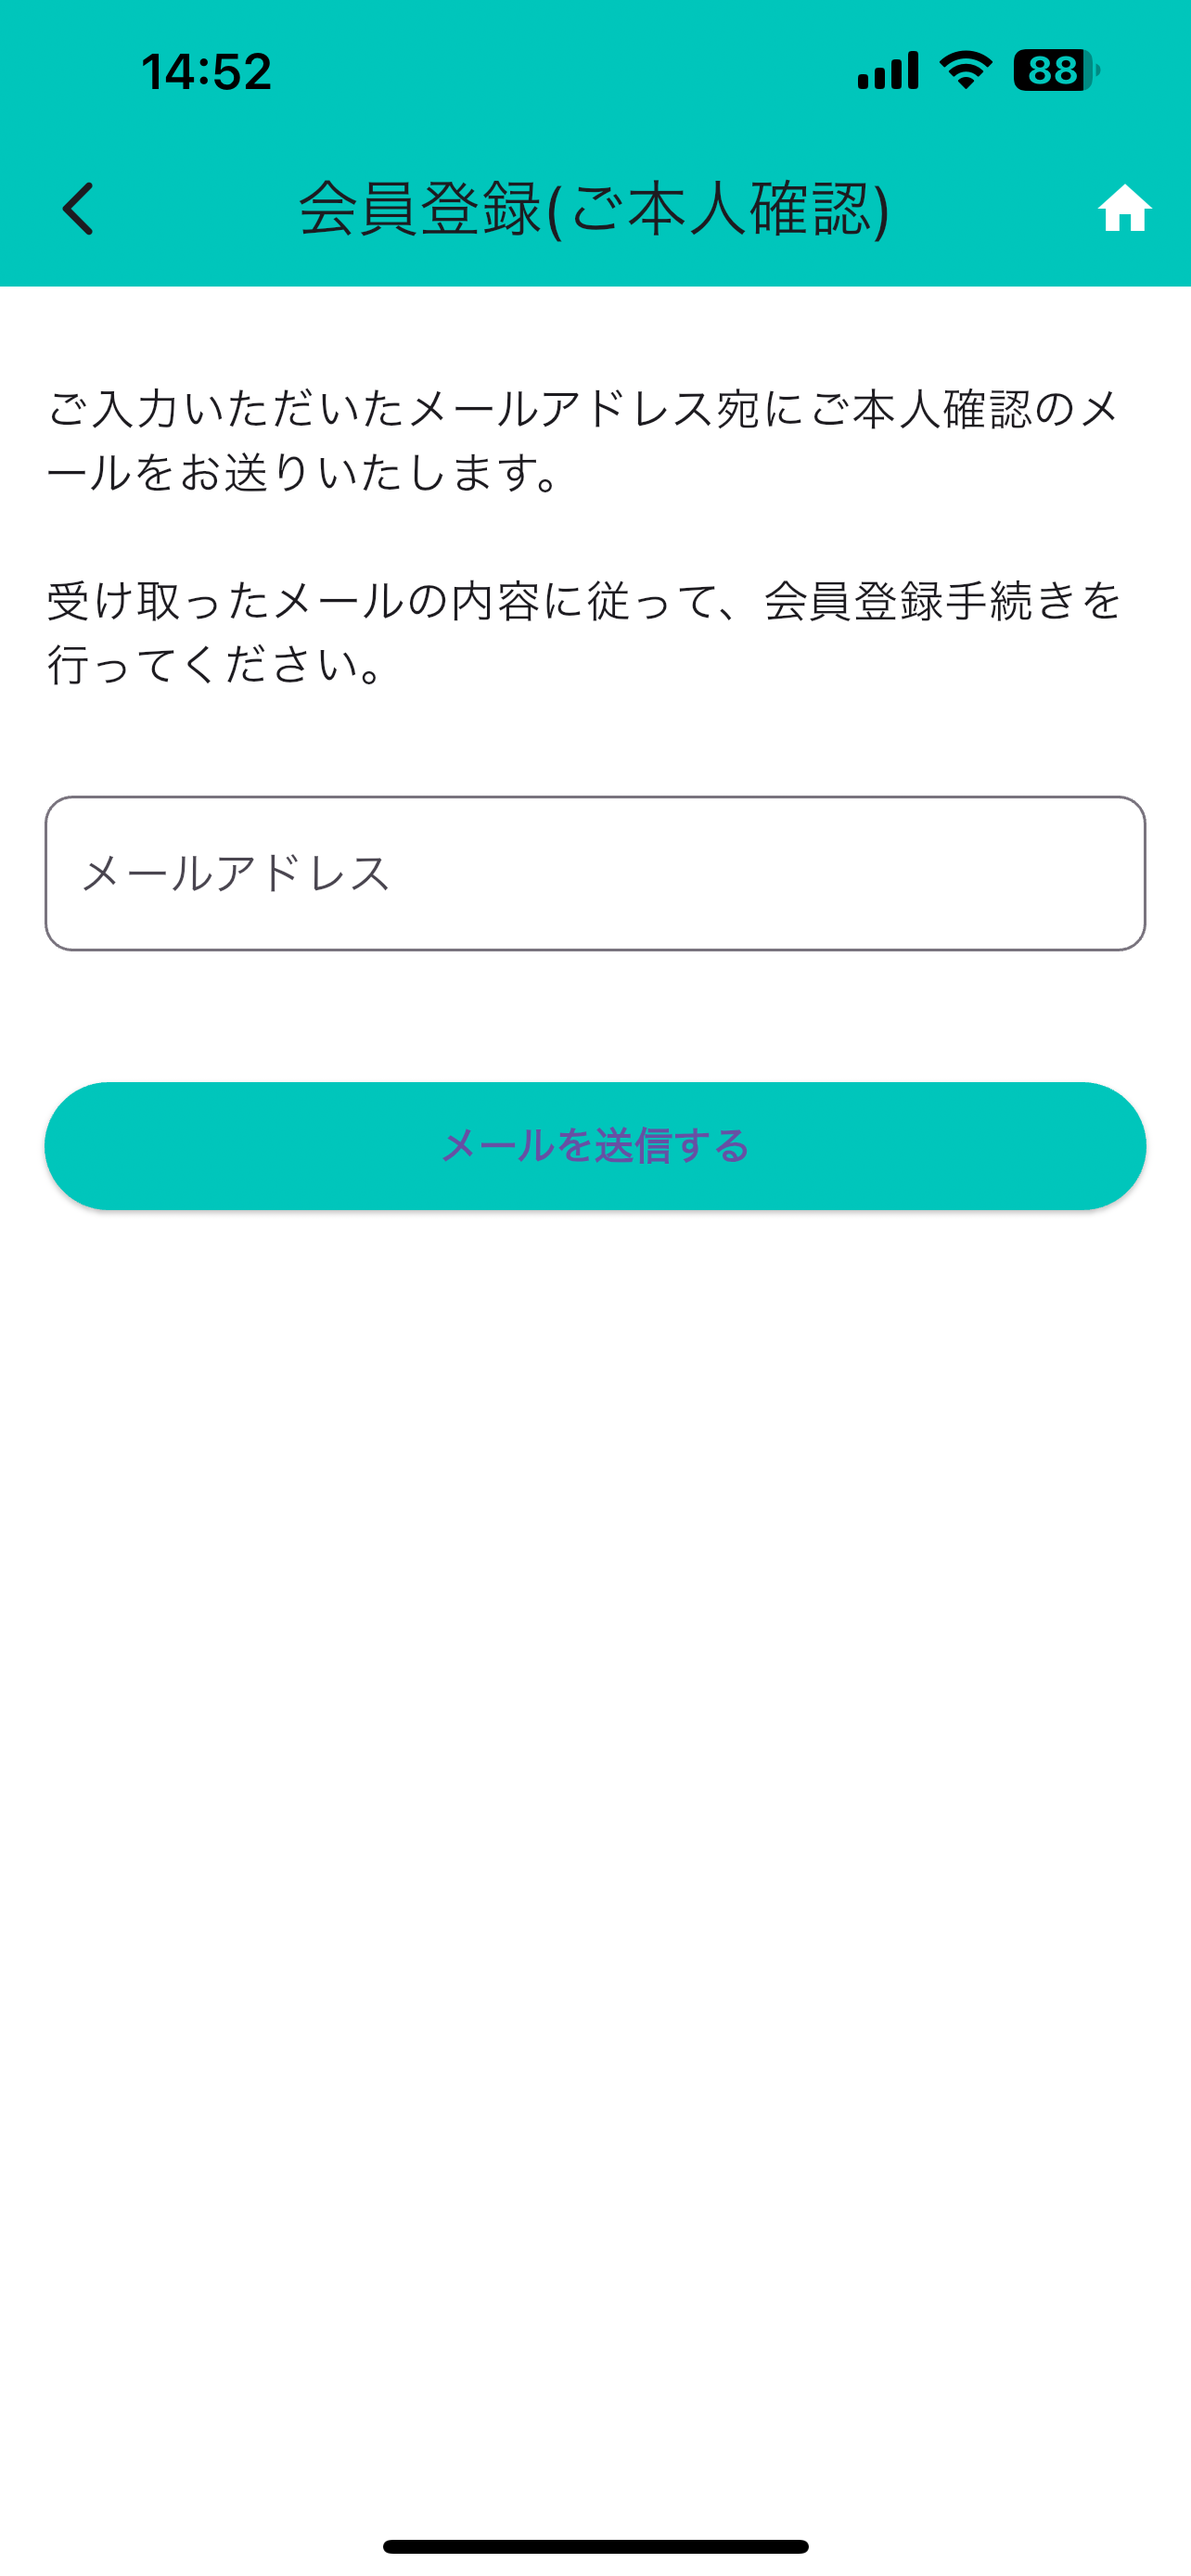 14:52
88
会員登録(ご本人確認)
ご入力いただいたメールアドレス宛にご本人確認のメ
ールをお送りいたします。
受け取ったメールの内容に従って、会員登録手続きを
行ってください。
メールアドレス
メールを送信する